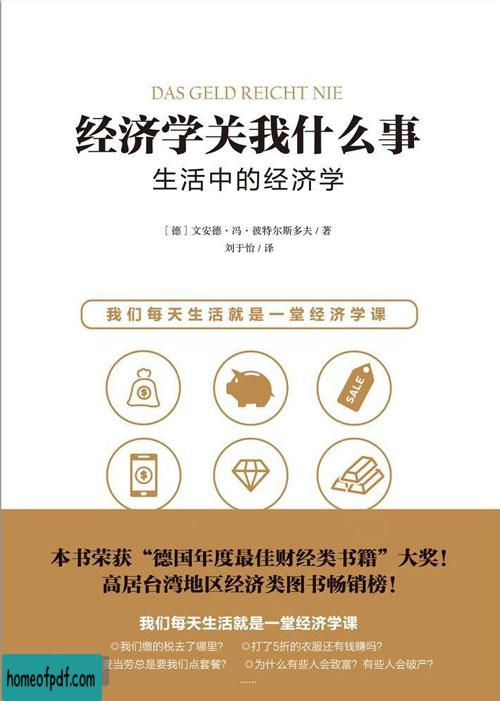 DAS GELD REICHT NIE
经济学关我什么事
生活中的经济学
［德］文安德·冯·彼特尔斯多夫／著
刘于怡／译
我们每天生活就是一堂经济学课
$
SALE
$
本书荣获“德国年度最佳财经类书籍”大奖！
高居台湾地区经济类图书畅销榜！
我们每天生活就是一堂经济学课
○我们缴的税去了哪里？ ○打了5折的衣服还有钱赚吗？
当劳总是要我们点套餐？ ○为什么有些人会致富？有些人会破产？
……
homeofpdf.com